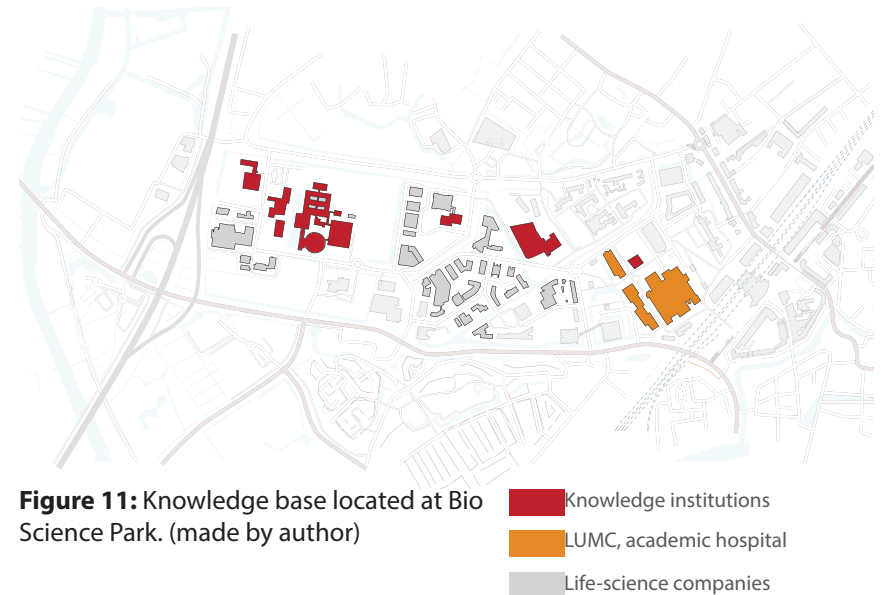 Figure 11: Knowledge base located at Bio
Science Park. (made by author)
Knowledge institutions
LUMC, academic hospital
Life-science companies